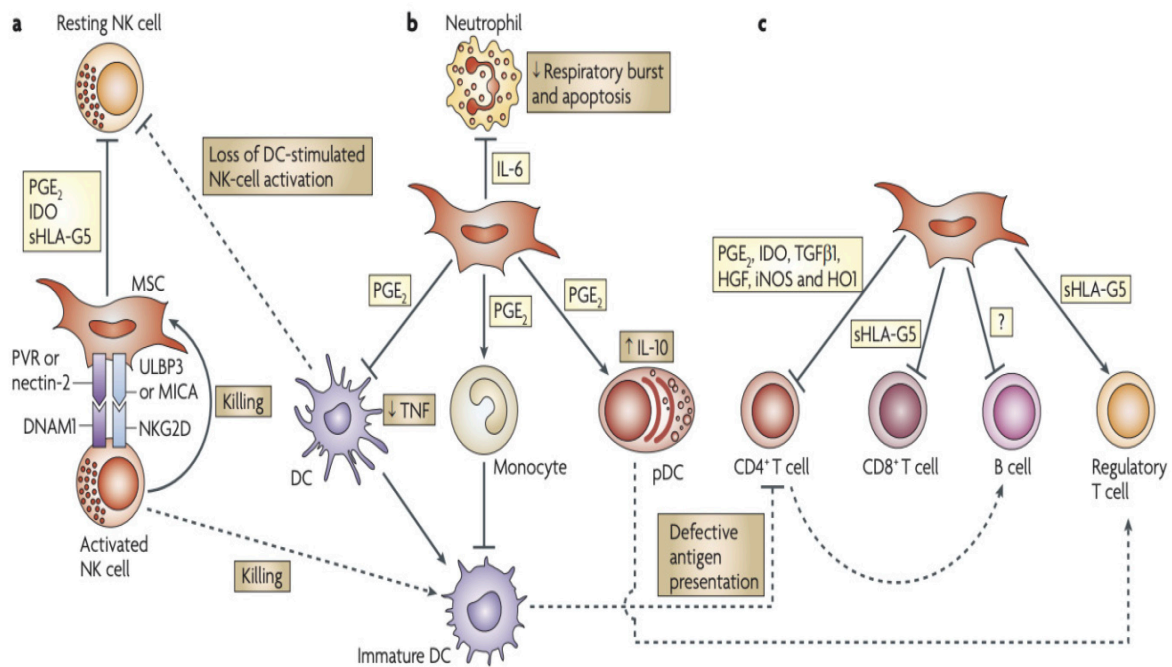 a
Resting NK cell
PGE₂
IDO
sHLA-G5
MSC
PVR or
nectin-2
ULBP3
or MICA
DNAM1
NKG2D
Killing
Activated
NK cell
Killing
Loss of DC-stimulated
NK-cell activation
b
Neutrophil
↓ Respiratory burst
and apoptosis
IL-6
PGE₂
PGE₂
PGE₂
↑ IL-10
↓ TNF
DC
Monocyte
pDC
Immature DC
Defective
antigen
presentation
c
PGE₂, IDO, TGFβ1,
HGF, iNOS and HO1
sHLA-G5
?
sHLA-G5
CD4⁺ T cell
CD8⁺ T cell
B cell
Regulatory
T cell